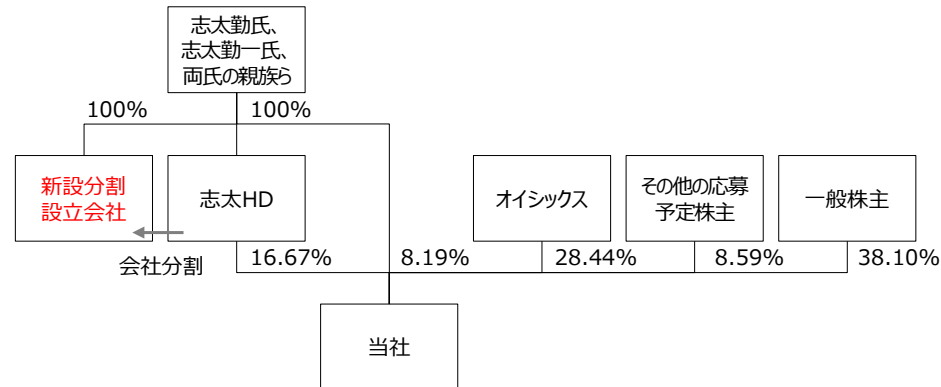 志太勤氏、
志太勤一氏、
両氏の親族ら
100%
100%
新設分割
設立会社
志太HD
オイシックス
その他の応募
予定株主
一般株主
会社分割
16.67%
8.19%
28.44%
8.59%
38.10%
当社